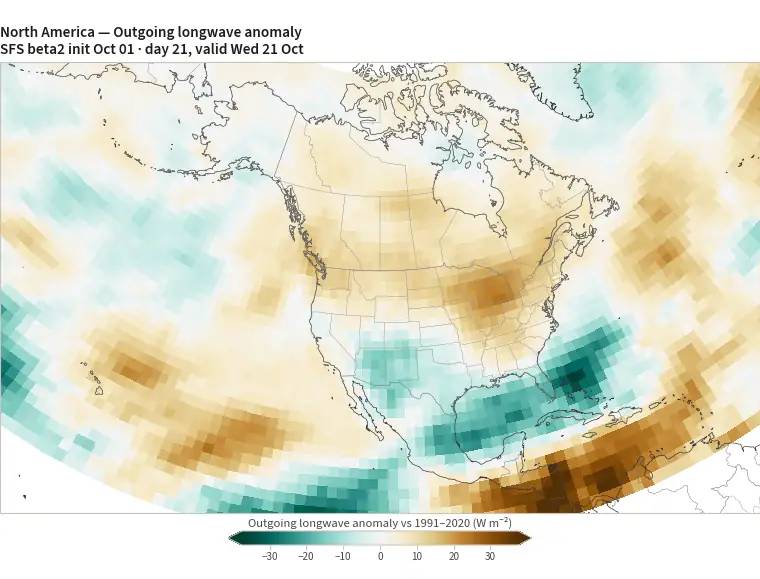 North America — Outgoing longwave anomaly
SFS beta2 init Oct 01 · day 21, valid Wed 21 Oct
Outgoing longwave anomaly vs 1991–2020 (W m⁻²)
−30 −20 −10 0 10 20 30